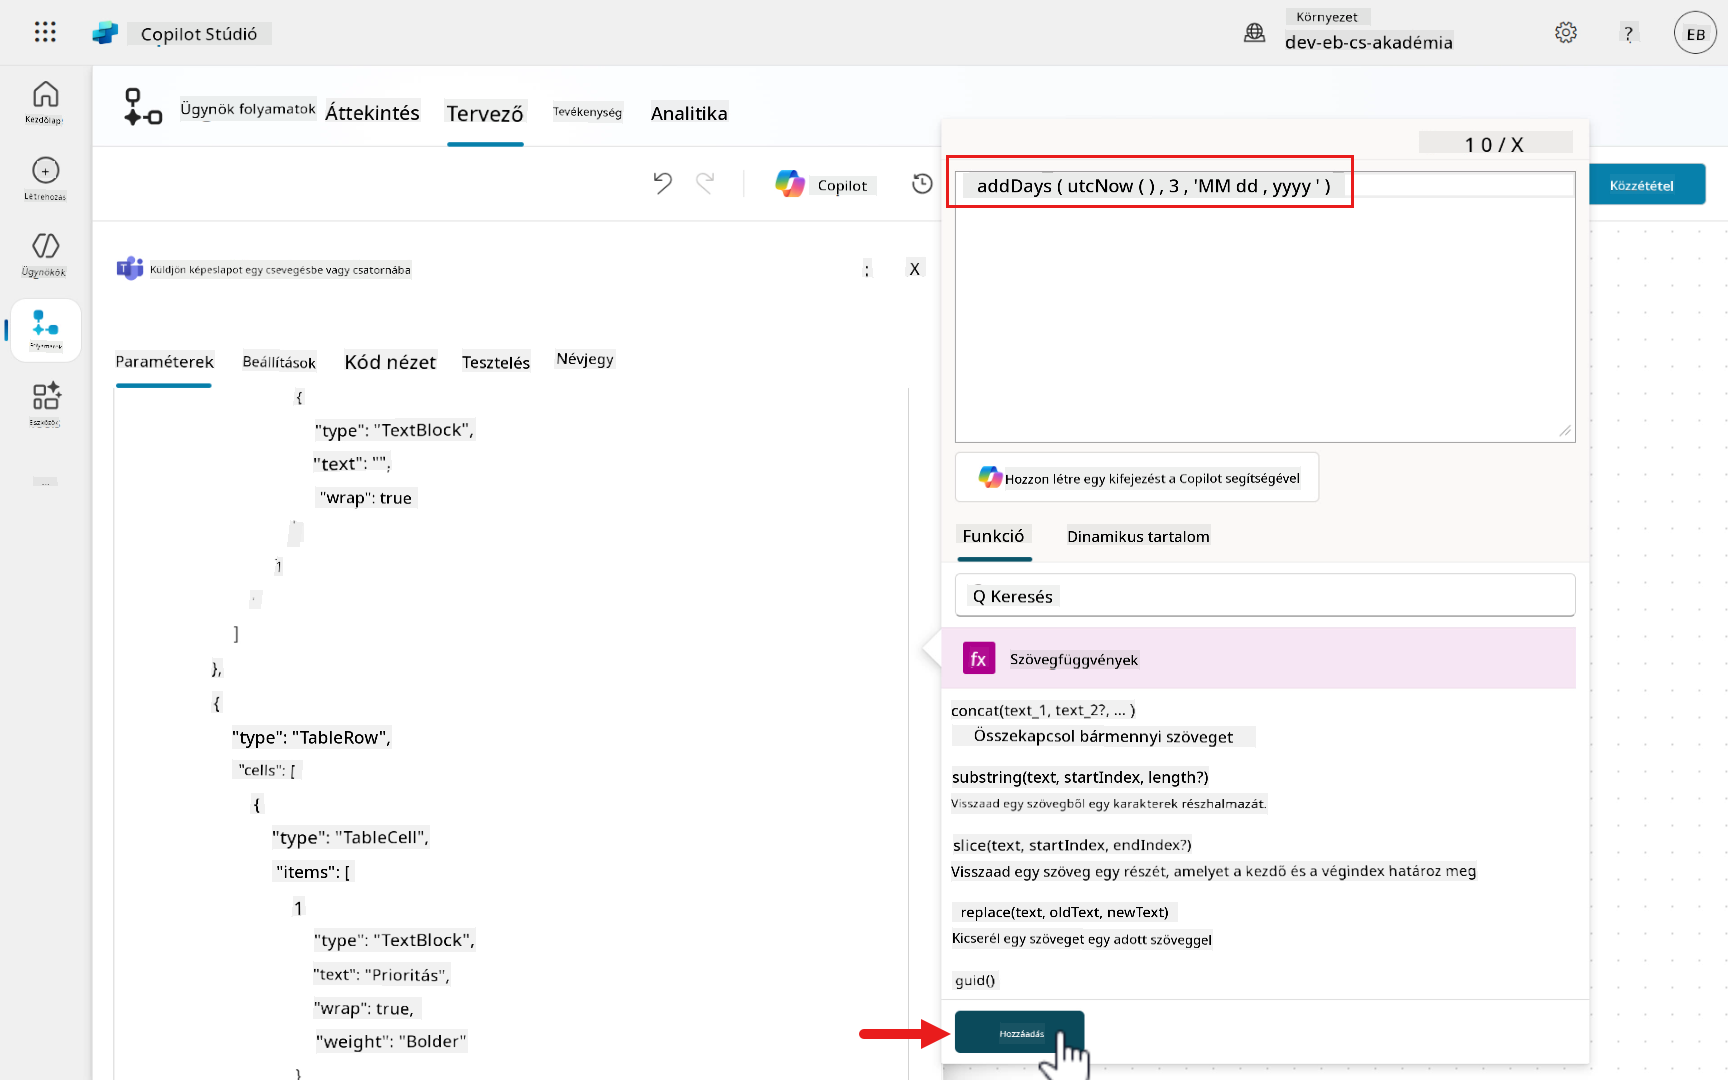 Copilot Stúdió
Környezet
dev-eb-cs-akadémia
?
EB
Kezdőlap
Létrehozás
Ügynökök
Ügynök folyamatok
Áttekintés
Tervező
Tevékenység
Analitika
Copilot
Közzététel
Küldjön képeslapot egy csevegésbe vagy csatornába
:
X
Paraméterek
Beállítások
Kód nézet
Tesztelés
Névjegy
{
"type": "TextBlock",
"text": "",
"wrap": true
1
]
},
{
"type": "TableRow",
"cells": [
{
"type": "TableCell",
"items": [
1
"type": "TextBlock",
"text": "Prioritás",
"wrap": true,
"weight": "Bolder"
}
1 0 / X
addDays ( utcNow ( ) , 3 , 'MM dd , yyyy ' )
Hozzon létre egy kifejezést a Copilot segítségével
Funkció
Dinamikus tartalom
Q Keresés
fx
Szövegfüggvények
concat(text_1, text_2?, ... )
Összekapcsol bármennyi szöveget
substring(text, startIndex, length?)
Visszaad egy szövegből egy karakterek részhalmazát.
slice(text, startIndex, endIndex?)
Visszaad egy szöveg egy részét, amelyet a kezdő és a végindex határoz meg
replace(text, oldText, newText)
Kicserél egy szöveget egy adott szöveggel
guid()
Hozzáadás